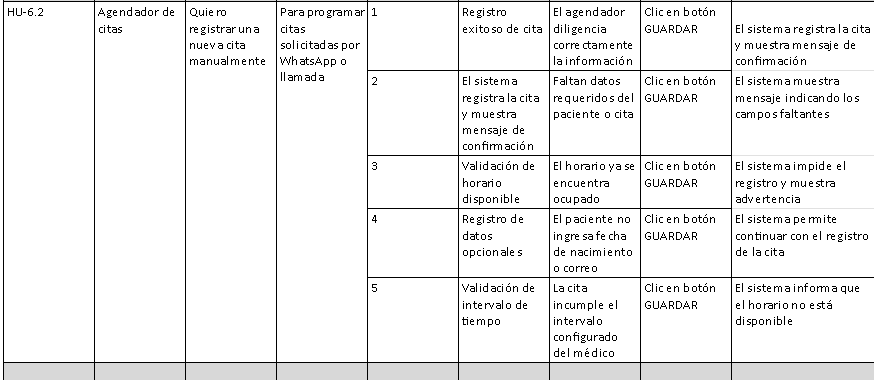 HU-6.2
Agendador de
citas
Quiero
registrar una
nueva cita
manualmente
Para programar
citas
solicitadas por
WhatsApp o
llamada
1
Registro
exitoso de cita
El agendador
diligencia
correctamente
la información
Clic en botón
GUARDAR
El sistema registra la cita
y muestra mensaje de
confirmación
2
El sistema
registra la cita
y muestra
mensaje de
confirmación
Faltan datos
requeridos del
paciente o cita
Clic en botón
GUARDAR
El sistema muestra
mensaje indicando los
campos faltantes
3
Validación de
horario
disponible
El horario ya se
encuentra
ocupado
Clic en botón
GUARDAR
El sistema impide el
registro y muestra
advertencia
4
Registro de
datos
opcionales
El paciente no
ingresa fecha
de nacimiento
o correo
Clic en botón
GUARDAR
El sistema permite
continuar con el registro
de la cita
5
Validación de
intervalo de
tiempo
La cita
incumple el
intervalo
configurado
del médico
Clic en botón
GUARDAR
El sistema informa que
el horario no está
disponible